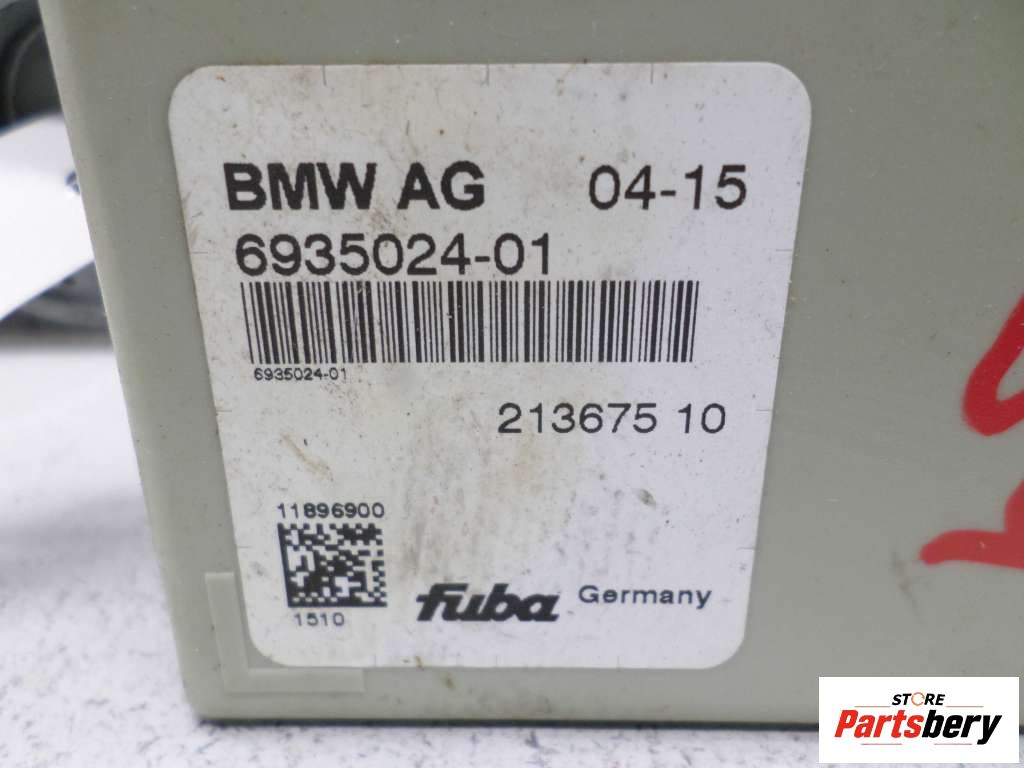 BMW AG 04-15
6935024-01
6935024-01
213675 10
11896900
1510
fuba Germany
STORE
Partsbery